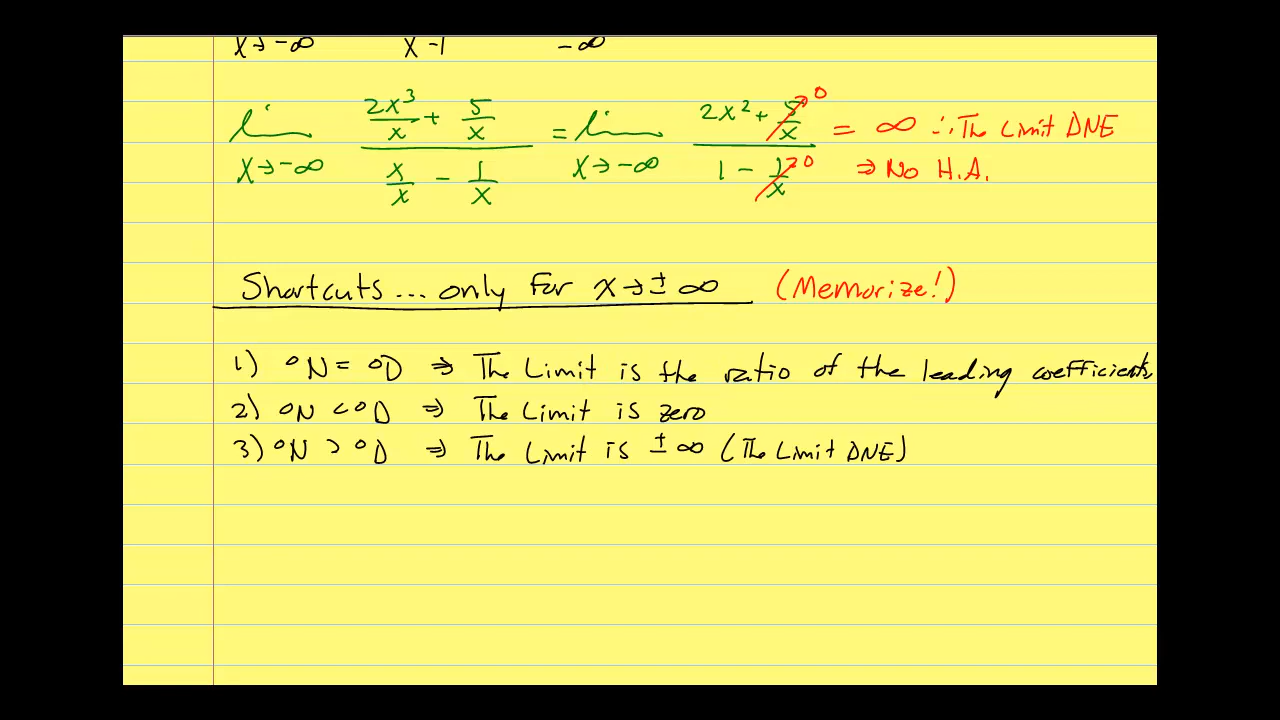 x→-∞ x-1 -∞
lim x→-∞ (2x³/x + 5/x)/(x/x - 1/x) = lim x→-∞ (2x² + 5/x →0)/(1 - 1/x →0) = ∞ ∴ The Limit DNE
⇒ No H.A.
Shortcuts... only for x→±∞ (Memorize!)
1) °N = °D ⇒ The Limit is the ratio of the leading coefficients
2) °N < °D ⇒ The Limit is zero
3) °N > °D ⇒ The Limit is ±∞ (The Limit DNE)